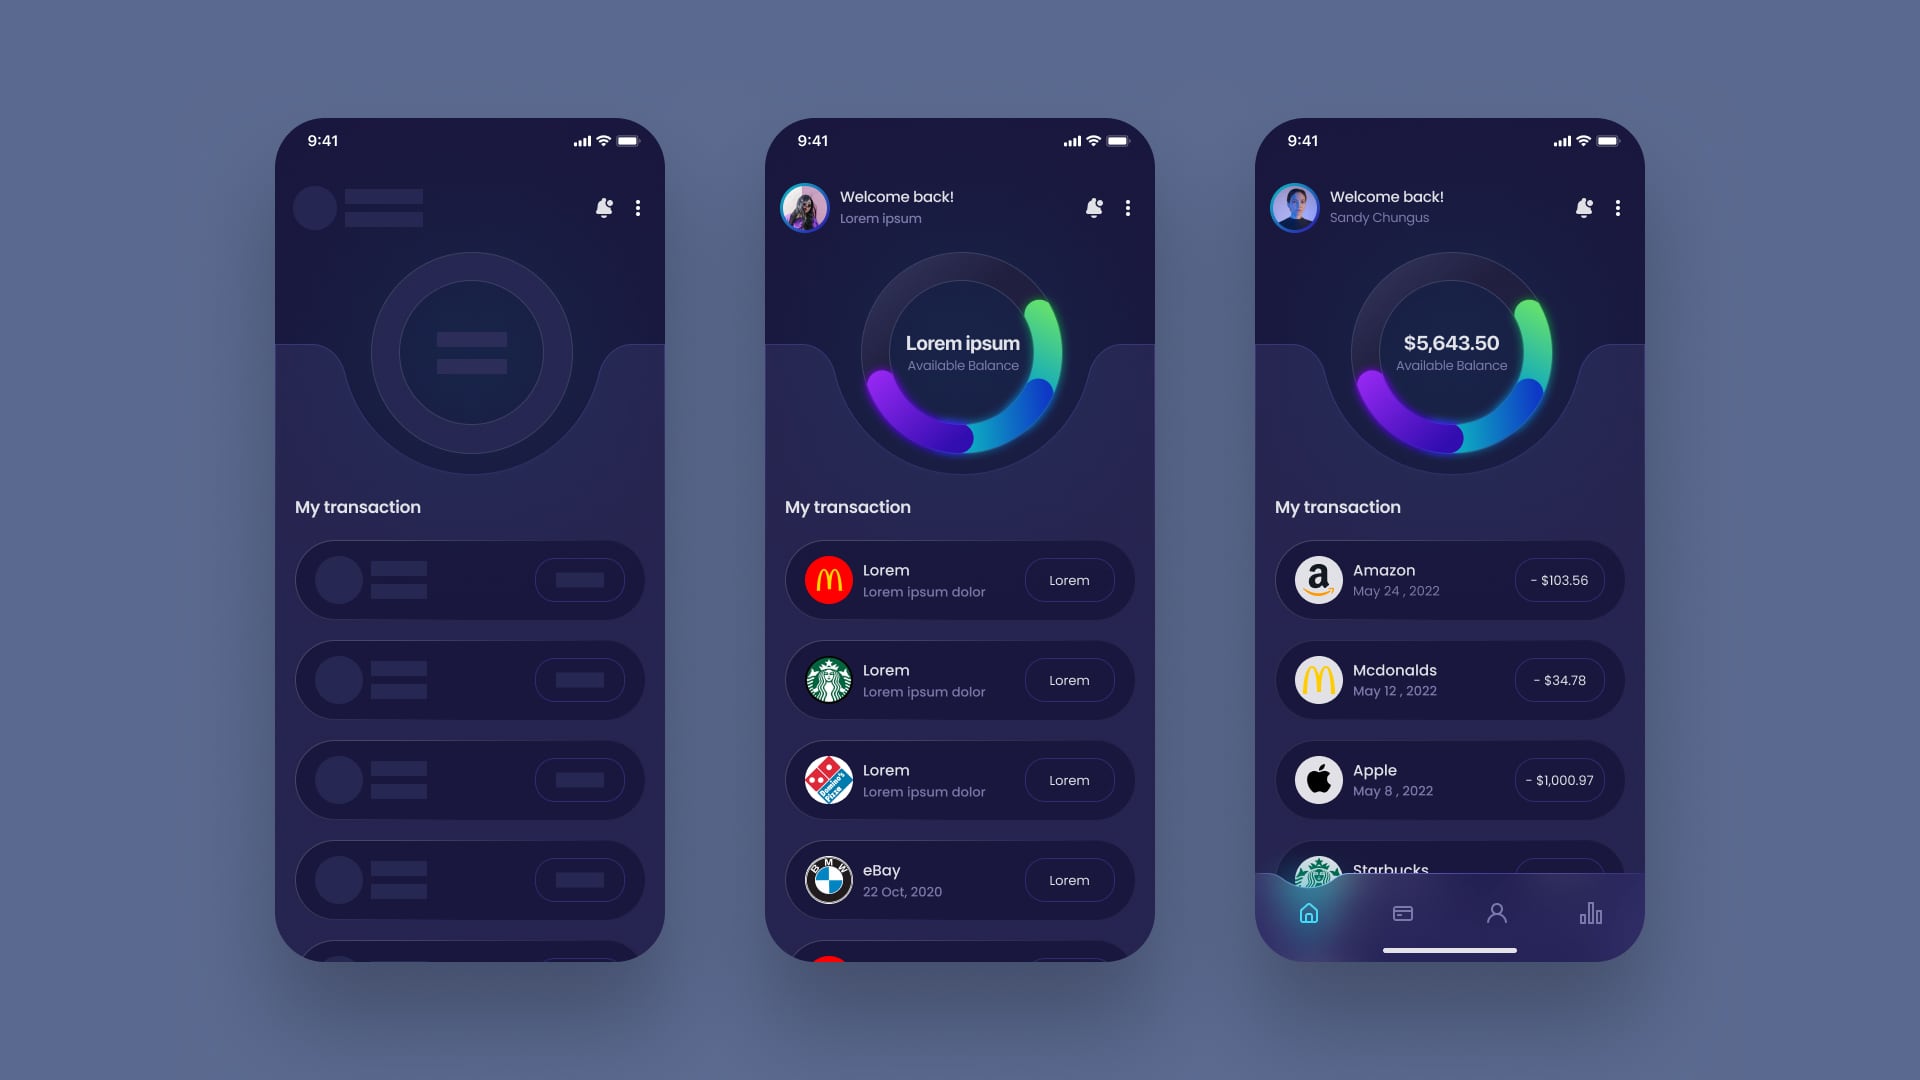 9:41
My transaction
9:41
Welcome back!
Lorem ipsum
Lorem ipsum
Available Balance
My transaction
Lorem
Lorem ipsum dolor
Lorem
Lorem
Lorem ipsum dolor
Lorem
Domino's
Pizza
Lorem
Lorem ipsum dolor
Lorem
BMW
eBay
22 Oct, 2020
Lorem
9:41
Welcome back!
Sandy Chungus
$5,643.50
Available Balance
My transaction
a
Amazon
May 24 , 2022
- $103.56
Mcdonalds
May 12 , 2022
- $34.78
Apple
May 8 , 2022
- $1,000.97
Starbucks